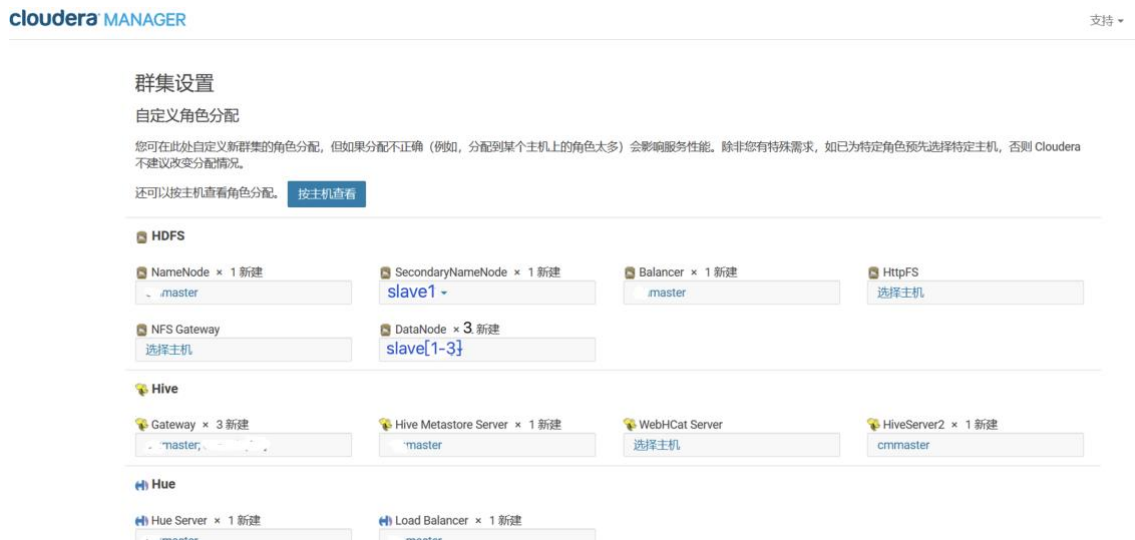 cloudera MANAGER
支持
群集设置
自定义角色分配
您可在此处自定义新群集的角色分配，但如果分配不正确（例如，分配到某个主机上的角色太多）会影响服务性能。除非您有特殊需求，如已为特定角色预先选择特定主机，否则 Cloudera
不建议改变分配情况。
还可以按主机查看角色分配。 按主机查看
HDFS
NameNode × 1 新建 SecondaryNameNode × 1 新建 Balancer × 1 新建 HttpFS
master slave1 master 选择主机
NFS Gateway DataNode × 3 新建
选择主机 slave[1-3]
Hive
Gateway × 3 新建 Hive Metastore Server × 1 新建 WebHCat Server HiveServer2 × 1 新建
master; master 选择主机 cmmaster
Hue
Hue Server × 1 新建 Load Balancer × 1 新建